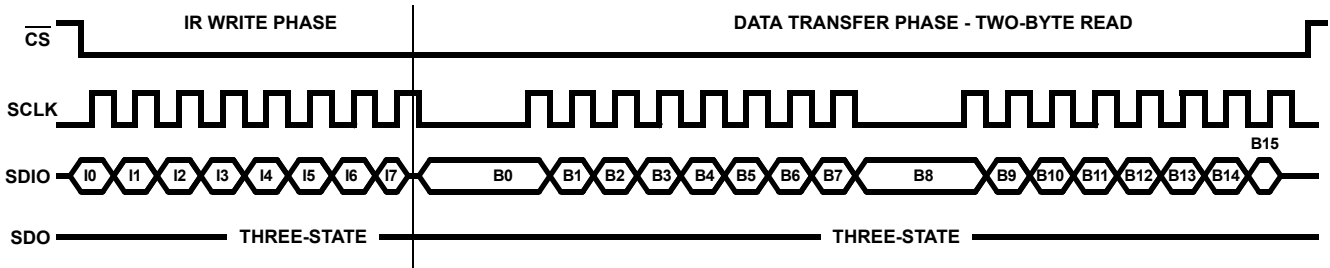 IR WRITE PHASE DATA TRANSFER PHASE - TWO-BYTE READ
CS
SCLK
B15
SDIO I0 I1 I2 I3 I4 I5 I6 I7 B0 B1 B2 B3 B4 B5 B6 B7 B8 B9 B10 B11 B12 B13 B14
SDO THREE-STATE THREE-STATE